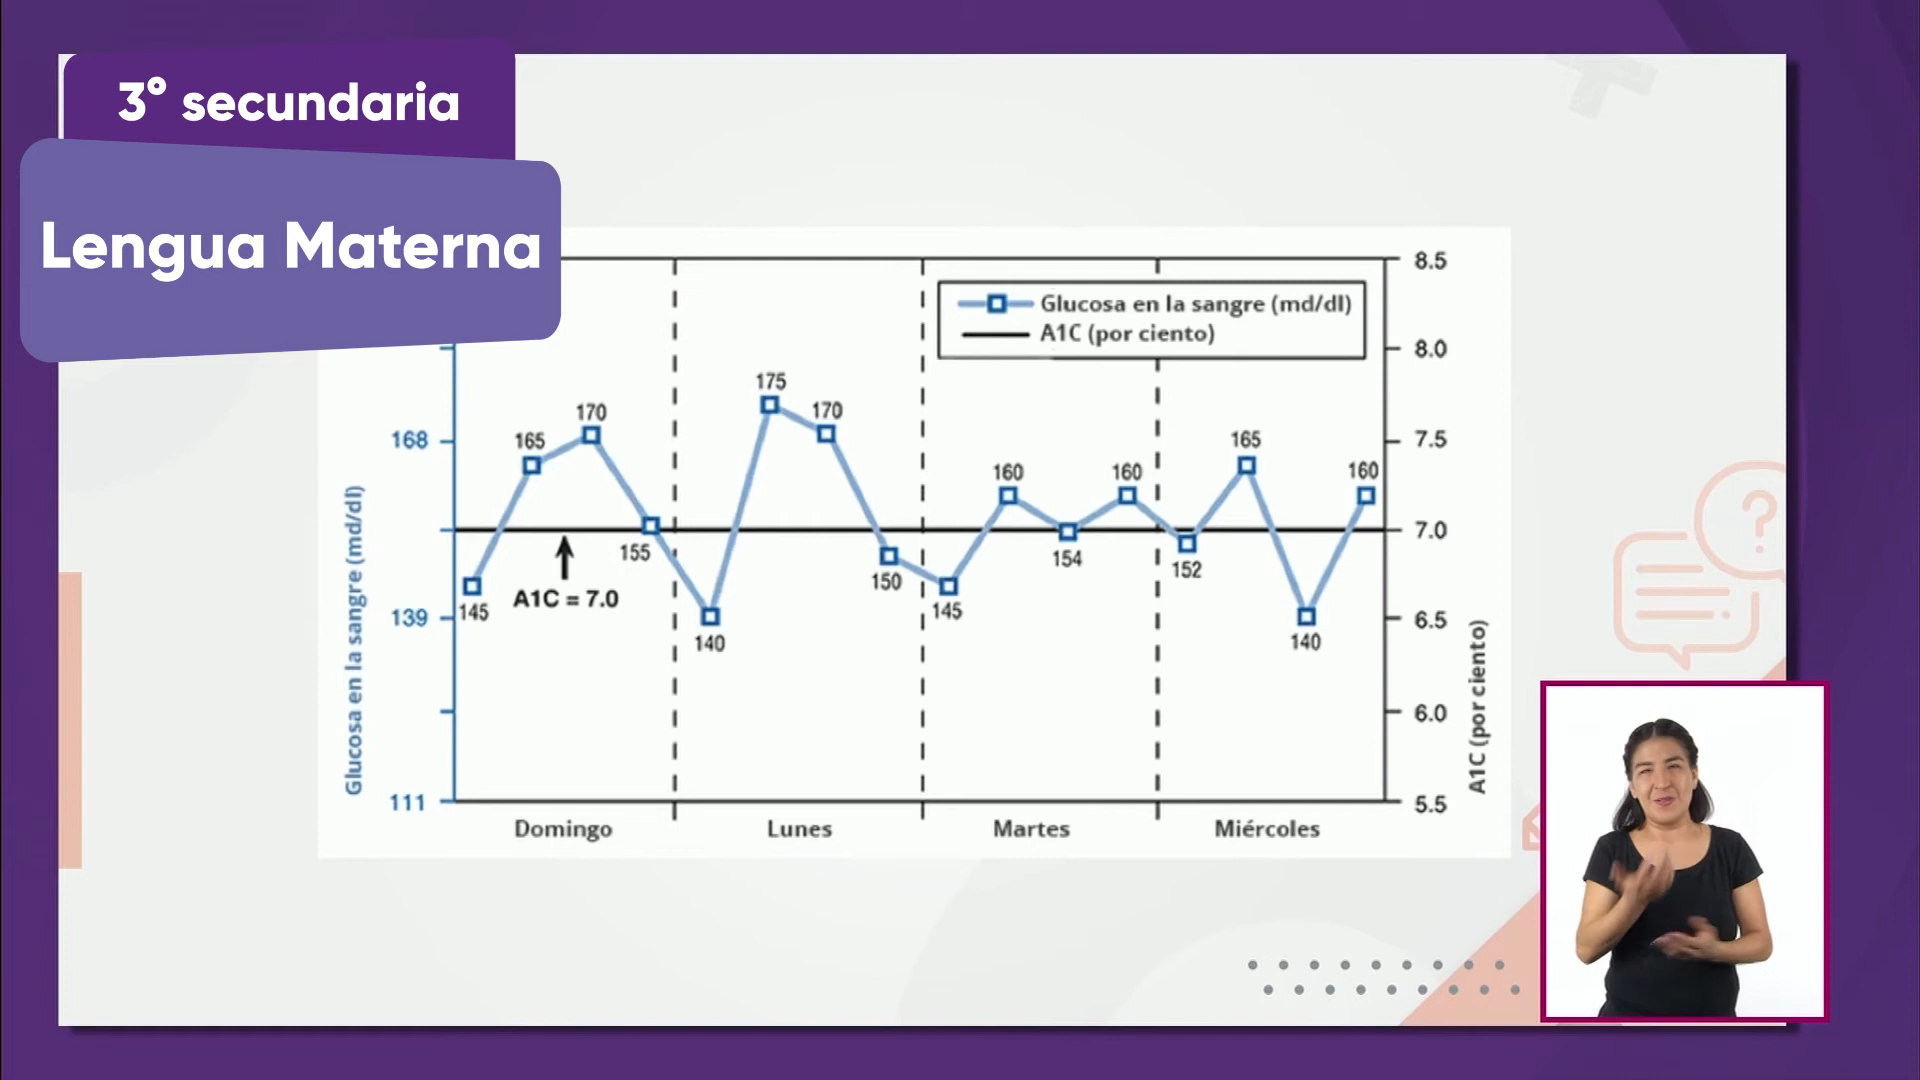 3° secundaria
Lengua Materna
8.5
Glucosa en la sangre (md/dl)
A1C (por ciento)
8.0
175
170
170
165
168
7.5
165
160
160
160
7.0
155
154
152
150
A1C = 7.0
145
145
139
6.5
140
140
6.0
111
5.5
Glucosa en la sangre (md/dl)
A1C (por ciento)
Domingo
Lunes
Martes
Miércoles
?